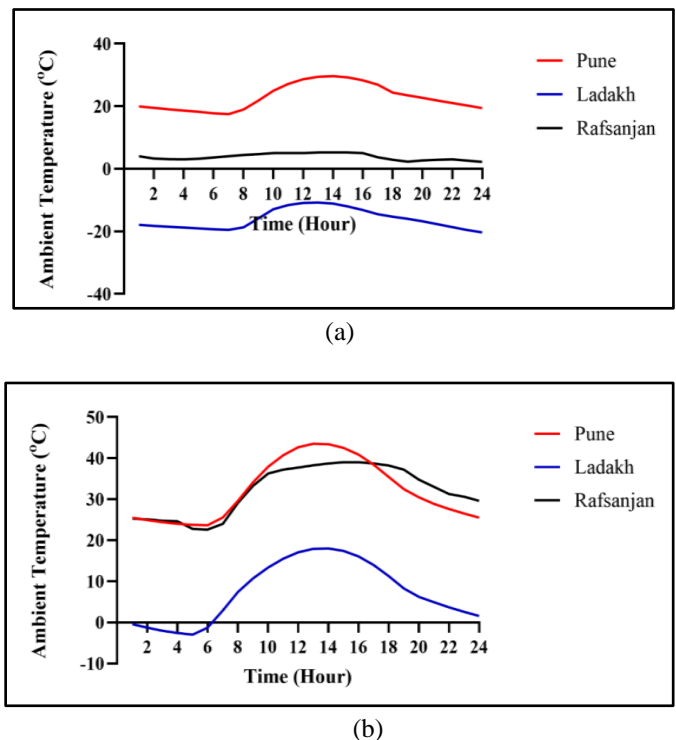 Ambient Temperature (°C)
40
20
0
-20
-40
2 4 6 8 10 12 14 16 18 20 22 24
Time (Hour)
Pune
Ladakh
Rafsanjan
(a)
Ambient Temperature (°C)
50
40
30
20
10
0
-10
2 4 6 8 10 12 14 16 18 20 22 24
Time (Hour)
Pune
Ladakh
Rafsanjan
(b)